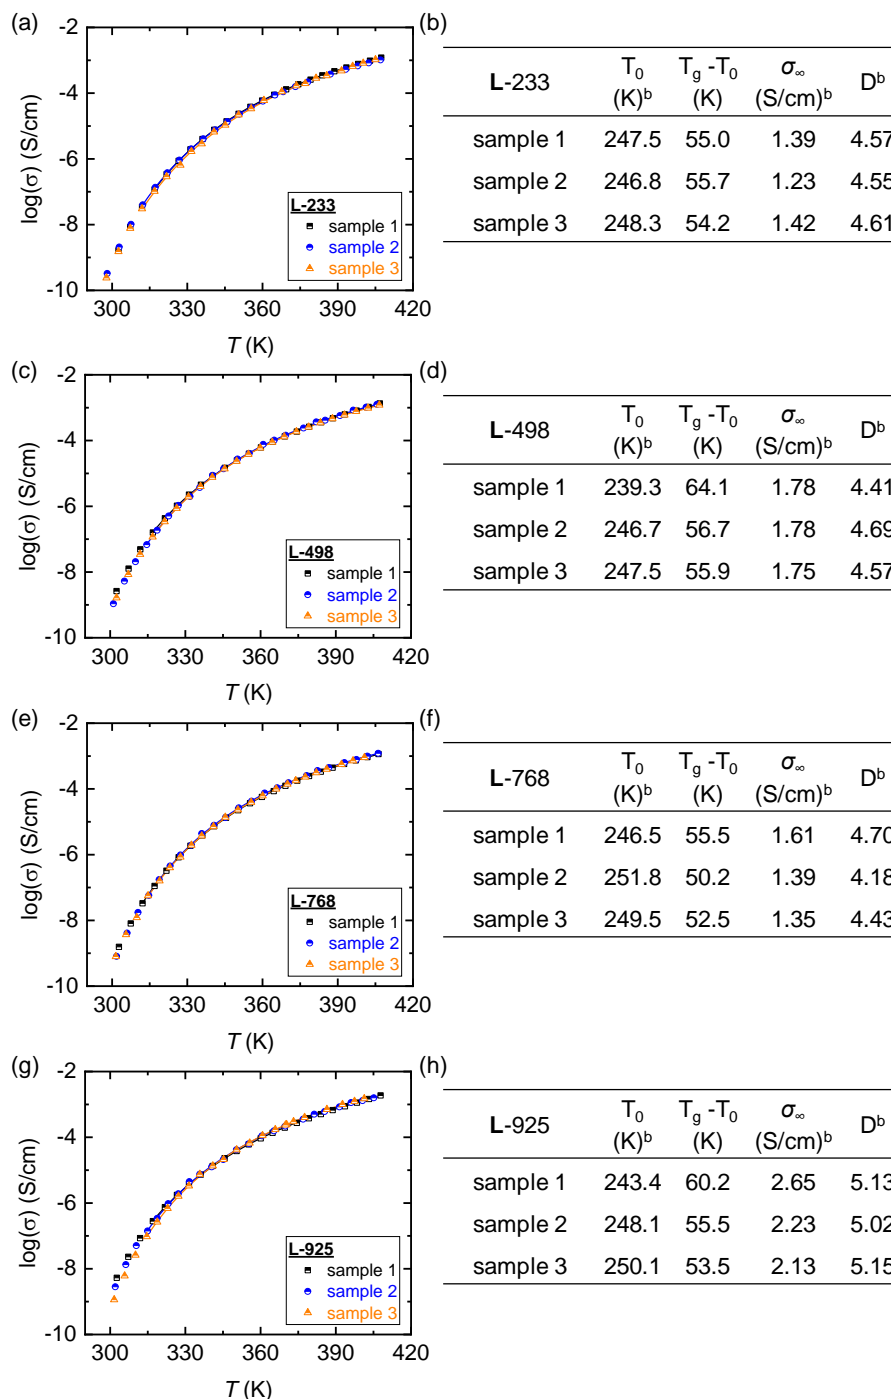 (a)
-2
-4
-6
-8
-10
log(σ) (S/cm)
300 330 360 390 420
T (K)
L-233
sample 1
sample 2
sample 3
(b)
L-233 T₀ (K)ᵇ T_g -T₀ (K) σ∞ (S/cm)ᵇ Dᵇ
sample 1 247.5 55.0 1.39 4.57
sample 2 246.8 55.7 1.23 4.55
sample 3 248.3 54.2 1.42 4.61
(c)
-2
-4
-6
-8
-10
log(σ) (S/cm)
300 330 360 390 420
T (K)
L-498
sample 1
sample 2
sample 3
(d)
L-498 T₀ (K)ᵇ T_g -T₀ (K) σ∞ (S/cm)ᵇ Dᵇ
sample 1 239.3 64.1 1.78 4.41
sample 2 246.7 56.7 1.78 4.69
sample 3 247.5 55.9 1.75 4.57
(e)
-2
-4
-6
-8
-10
log(σ) (S/cm)
300 330 360 390 420
T (K)
L-768
sample 1
sample 2
sample 3
(f)
L-768 T₀ (K)ᵇ T_g -T₀ (K) σ∞ (S/cm)ᵇ Dᵇ
sample 1 246.5 55.5 1.61 4.70
sample 2 251.8 50.2 1.39 4.18
sample 3 249.5 52.5 1.35 4.43
(g)
-2
-4
-6
-8
-10
log(σ) (S/cm)
300 330 360 390 420
T (K)
L-925
sample 1
sample 2
sample 3
(h)
L-925 T₀ (K)ᵇ T_g -T₀ (K) σ∞ (S/cm)ᵇ Dᵇ
sample 1 243.4 60.2 2.65 5.13
sample 2 248.1 55.5 2.23 5.02
sample 3 250.1 53.5 2.13 5.15